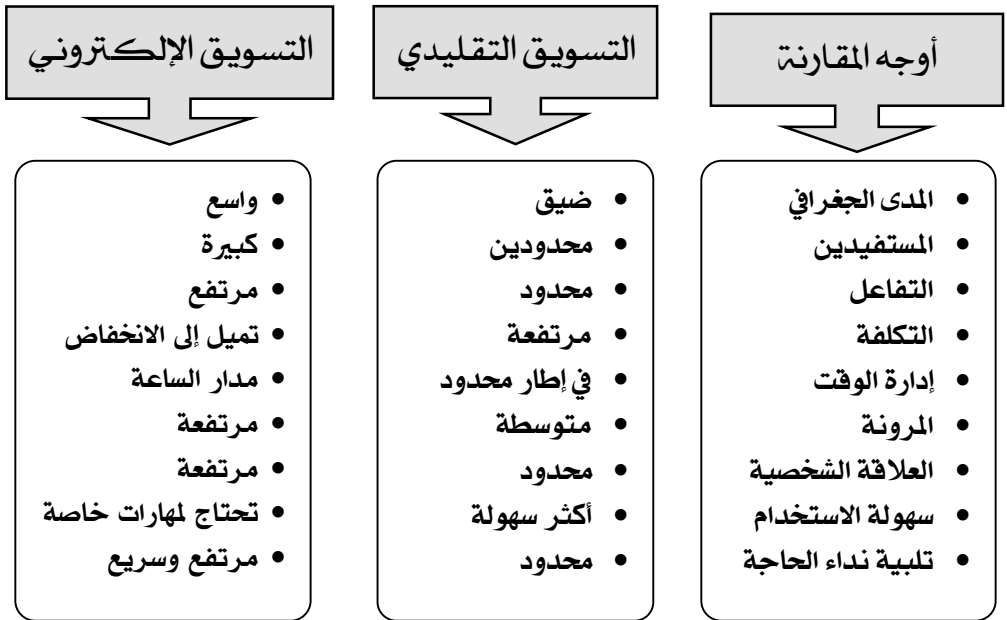 أوجه المقارنة
التسويق التقليدي
التسويق الإلكتروني
• المدى الجغرافي
• المستفيدين
• التفاعل
• التكلفة
• إدارة الوقت
• المرونة
• العلاقة الشخصية
• سهولة الاستخدام
• تلبية نداء الحاجة
• ضيق
• محدودين
• محدود
• مرتفعة
• في إطار محدود
• متوسطة
• محدود
• أكثر سهولة
• محدود
• واسع
• كبيرة
• مرتفع
• تميل إلى الانخفاض
• مدار الساعة
• مرتفعة
• مرتفعة
• تحتاج لمهارات خاصة
• مرتفع وسريع